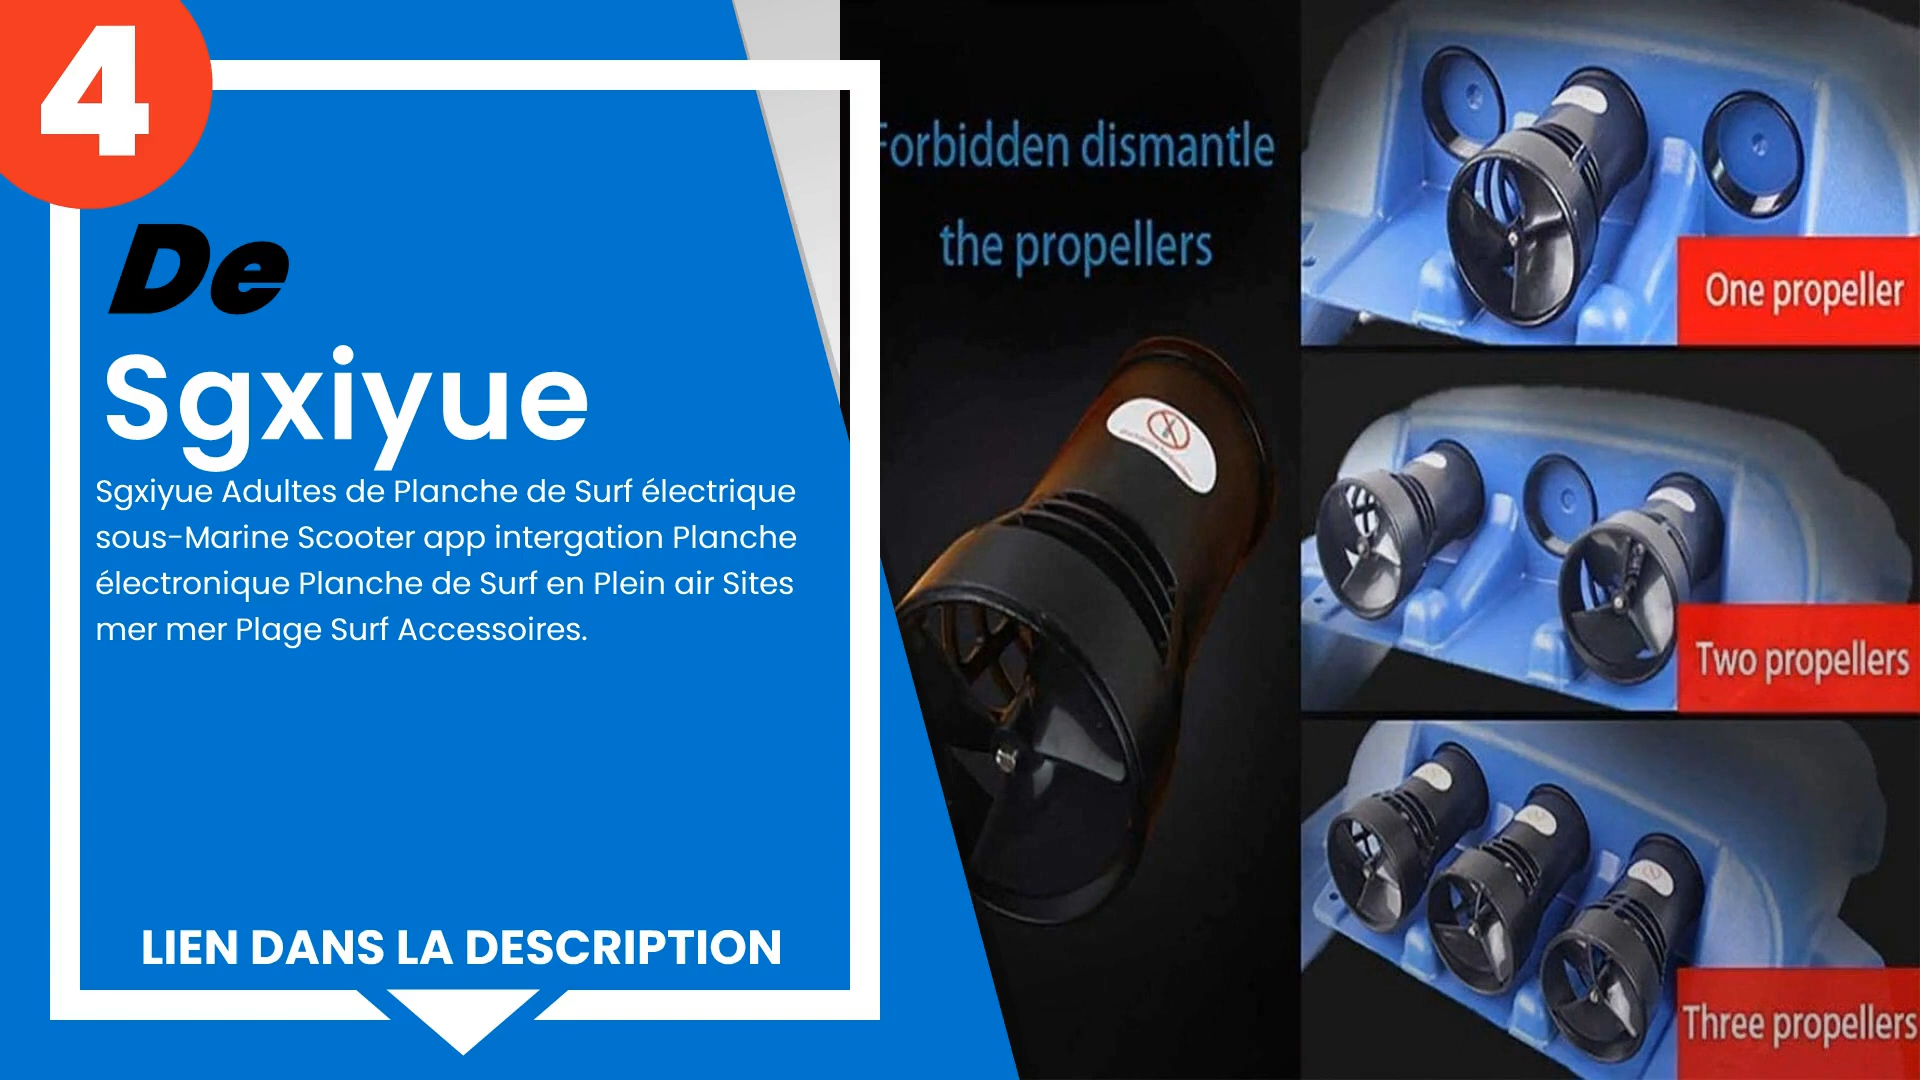 4
De
Sgxiyue
Sgxiyue Adultes de Planche de Surf électrique
sous-Marine Scooter app intergation Planche
électronique Planche de Surf en Plein air Sites
mer mer Plage Surf Accessoires.
LIEN DANS LA DESCRIPTION
Forbidden dismantle
the propellers
One propeller
Two propellers
Three propellers